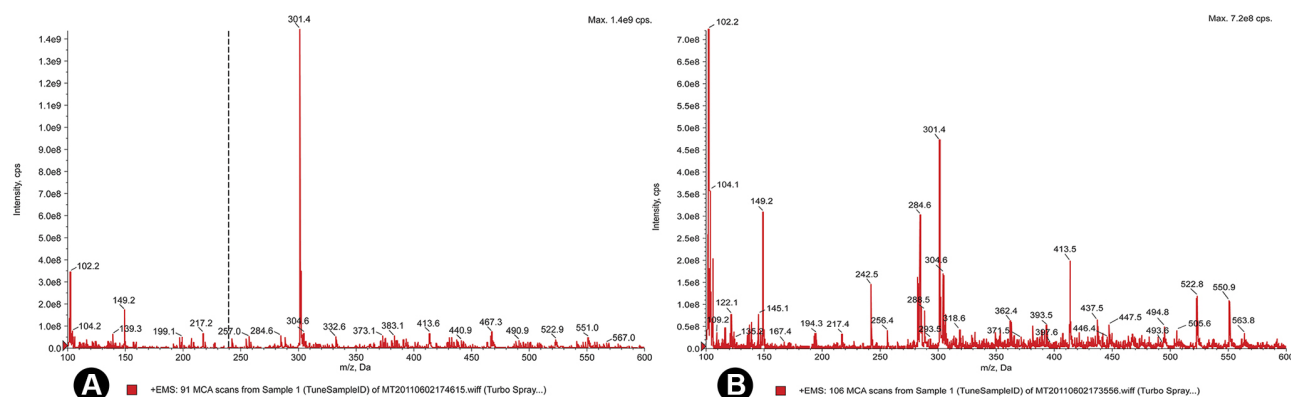 Max. 1.4e9 cps.
301.4
1.4e9
1.3e9
1.2e9
1.1e9
1.0e9
9.0e8
8.0e8
7.0e8
6.0e8
5.0e8
4.0e8
3.0e8
2.0e8
1.0e8
0.0
Intensity, cps
102.2
104.2
149.2
139.3
199.1
217.2
257.0
284.6
304.6
332.6
373.1
383.1
413.6
440.9
467.3
490.9
522.9
551.0
567.0
100 150 200 250 300 350 400 450 500 550 600
m/z, Da
A
+EMS: 91 MCA scans from Sample 1 (TuneSampleID) of MT20110602174615.wiff (Turbo Spray...)
Max. 7.2e8 cps.
102.2
7.0e8
6.5e8
6.0e8
5.5e8
5.0e8
4.5e8
4.0e8
3.5e8
3.0e8
2.5e8
2.0e8
1.5e8
1.0e8
0.5e8
0.0
Intensity, cps
104.1
109.2
122.1
135.2
149.2
145.1
167.4
194.3
217.4
242.5
256.4
284.6
288.5
293.5
301.4
304.6
318.6
371.5
362.4
393.5
397.6
413.5
446.4
437.5
447.5
493.5
494.8
505.6
522.8
550.9
563.8
100 150 200 250 300 350 400 450 500 550 600
m/z, Da
B
+EMS: 106 MCA scans from Sample 1 (TuneSampleID) of MT20110602173556.wiff (Turbo Spray...)